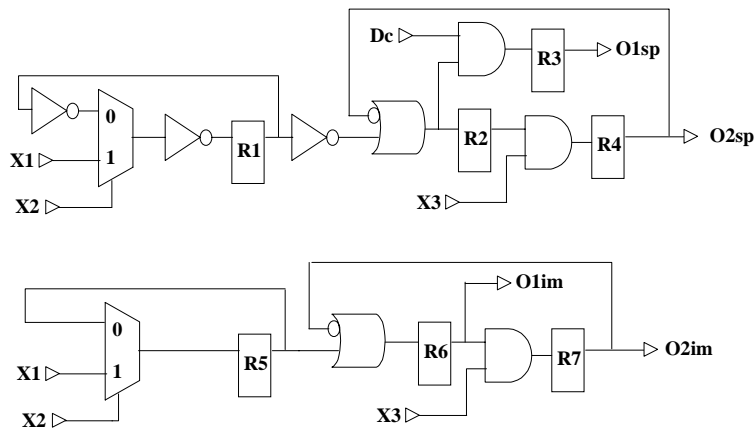 Dc
R3
O1sp
0
X1
1
R1
R2
R4
O2sp
X2
X3
O1im
0
X1
1
R5
R6
R7
O2im
X2
X3